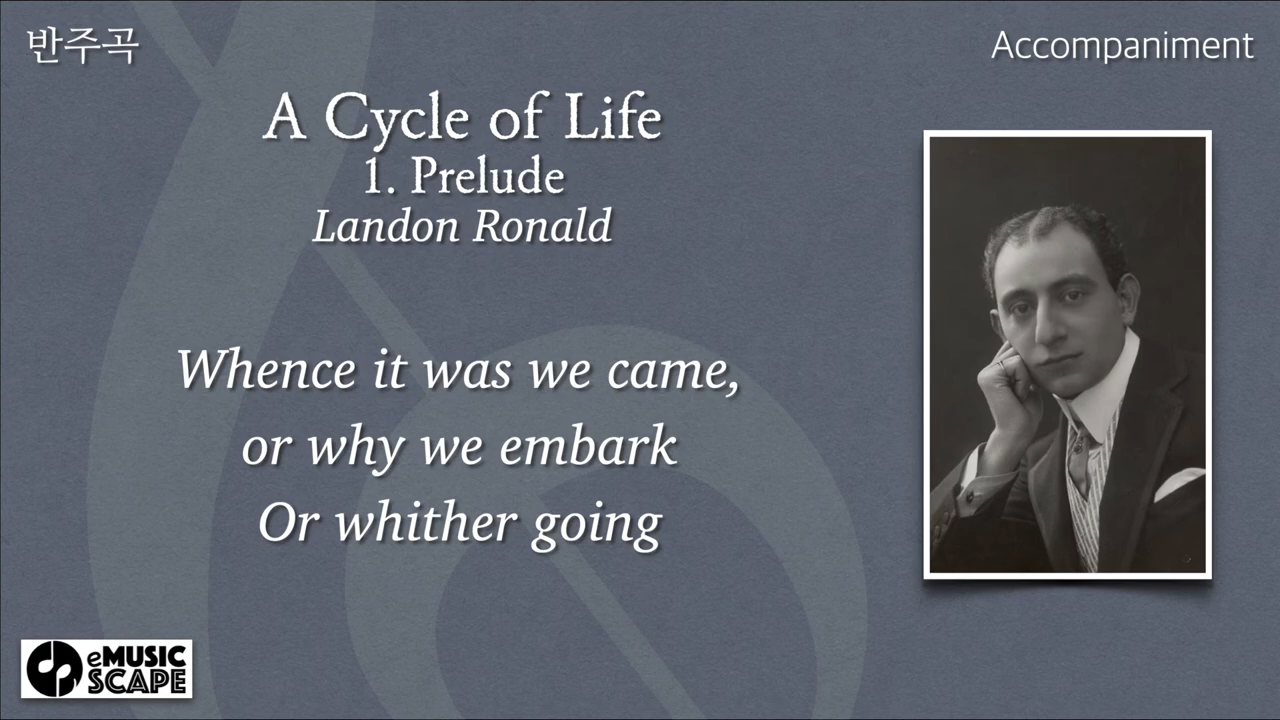 반주곡
Accompaniment
A Cycle of Life
1. Prelude
Landon Ronald
Whence it was we came,
or why we embark
Or whither going
eMUSIC
SCAPE